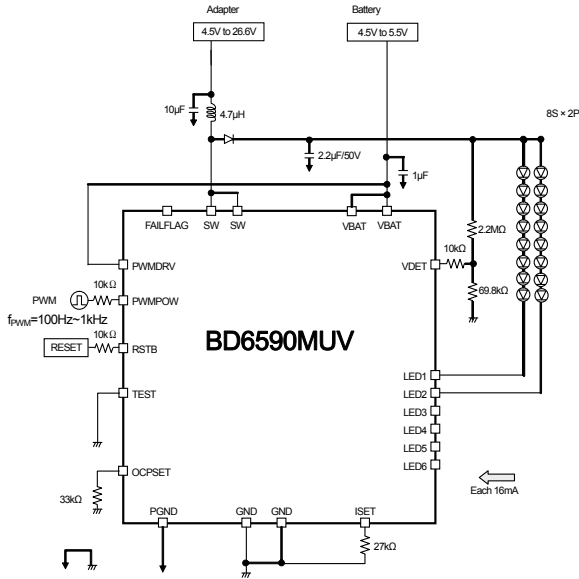 Adapter
Battery
4.5V to 26.6V
4.5V to 5.5V
10μF
4.7μH
8S × 2P
2.2μF/50V
1μF
FAILFLAG
SW
SW
VBAT
VBAT
2.2MΩ
PWMDRV
VDET
10kΩ
10kΩ
PWM
PWMPOW
69.8kΩ
fPWM=100Hz~1kHz
10kΩ
RESET
RSTB
BD6590MUV
LED1
TEST
LED2
LED3
LED4
LED5
OCPSET
LED6
33kΩ
Each 16mA
PGND
GND
GND
ISET
27kΩ